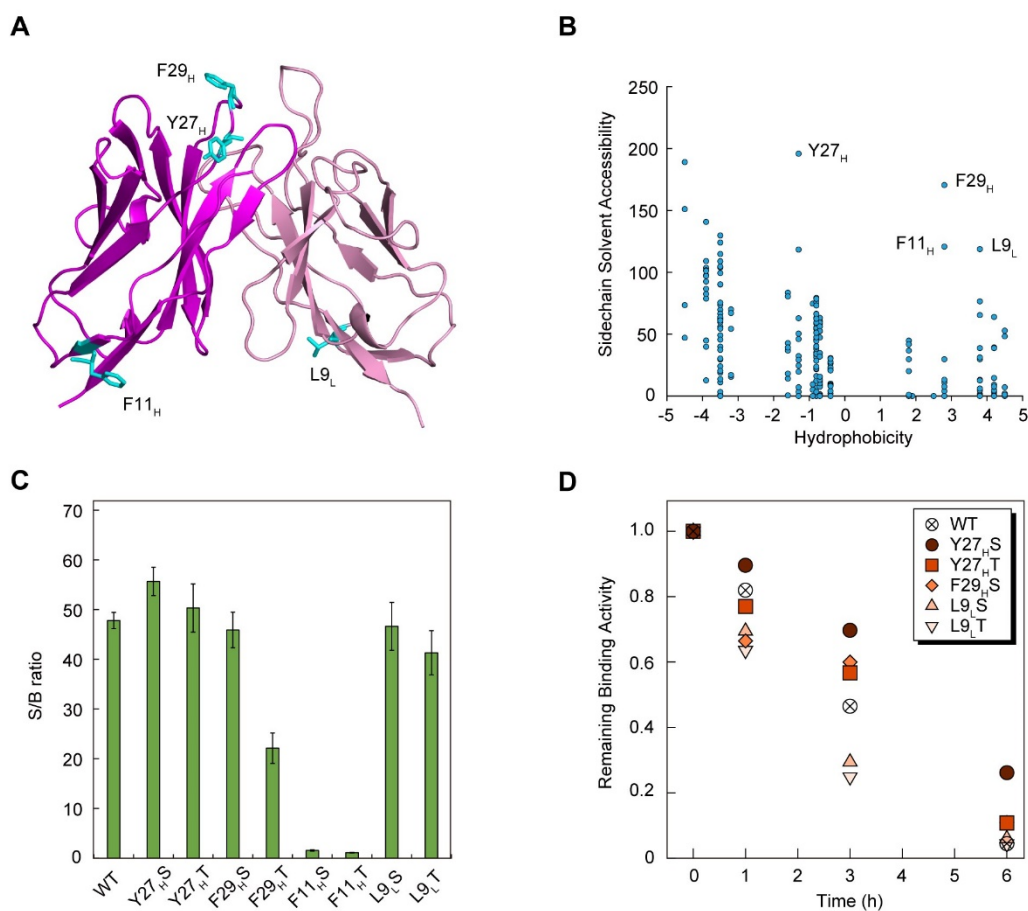 A
F29H
Y27H
F11H
L9L
B
250
200
150
100
50
0
Sidechain Solvent Accessibility
Y27H
F29H
F11H
L9L
-5 -4 -3 -2 -1 0 1 2 3 4 5
Hydrophobicity
C
70
60
50
40
30
20
10
0
S/B ratio
WT Y27HS Y27HT F29HS F29HT F11HS F11HT L9LS L9LT
D
1.0
0.8
0.6
0.4
0.2
0
Remaining Binding Activity
WT
Y27HS
Y27HT
F29HS
L9LS
L9LT
0 1 2 3 4 5 6
Time (h)